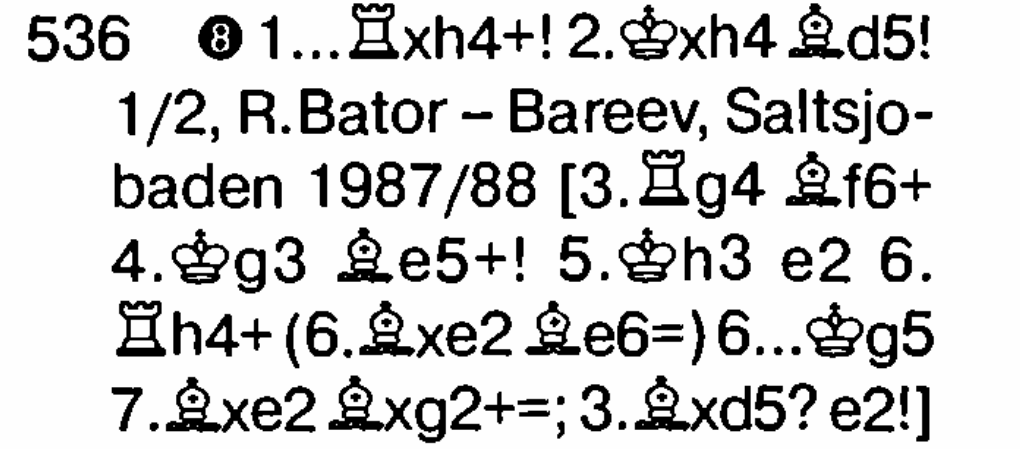 536 ❽ 1...♖xh4+! 2.♔xh4 ♗d5!
1/2, R.Bator – Bareev, Saltsjo-
baden 1987/88 [3.♖g4 ♗f6+
4.♔g3 ♗e5+! 5.♔h3 e2 6.
♖h4+ (6.♗xe2 ♗e6=) 6...♔g5
7.♗xe2 ♗xg2+=; 3.♗xd5? e2!]